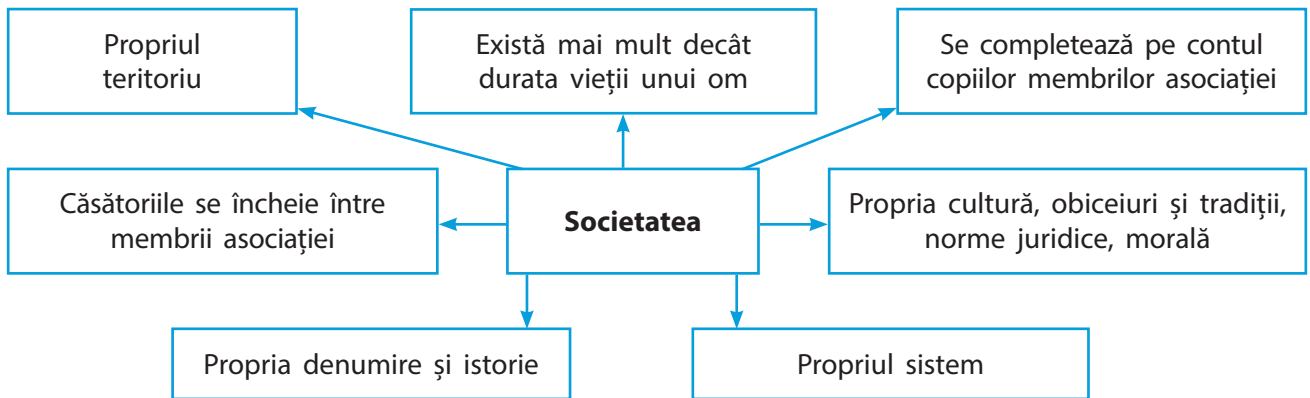 Propriul
teritoriu
Există mai mult decât
durata vieții unui om
Se completează pe contul
copiilor membrilor asociației
Căsătoriile se încheie între
membrii asociației
Societatea
Propria cultură, obiceiuri și tradiții,
norme juridice, morală
Propria denumire și istorie
Propriul sistem